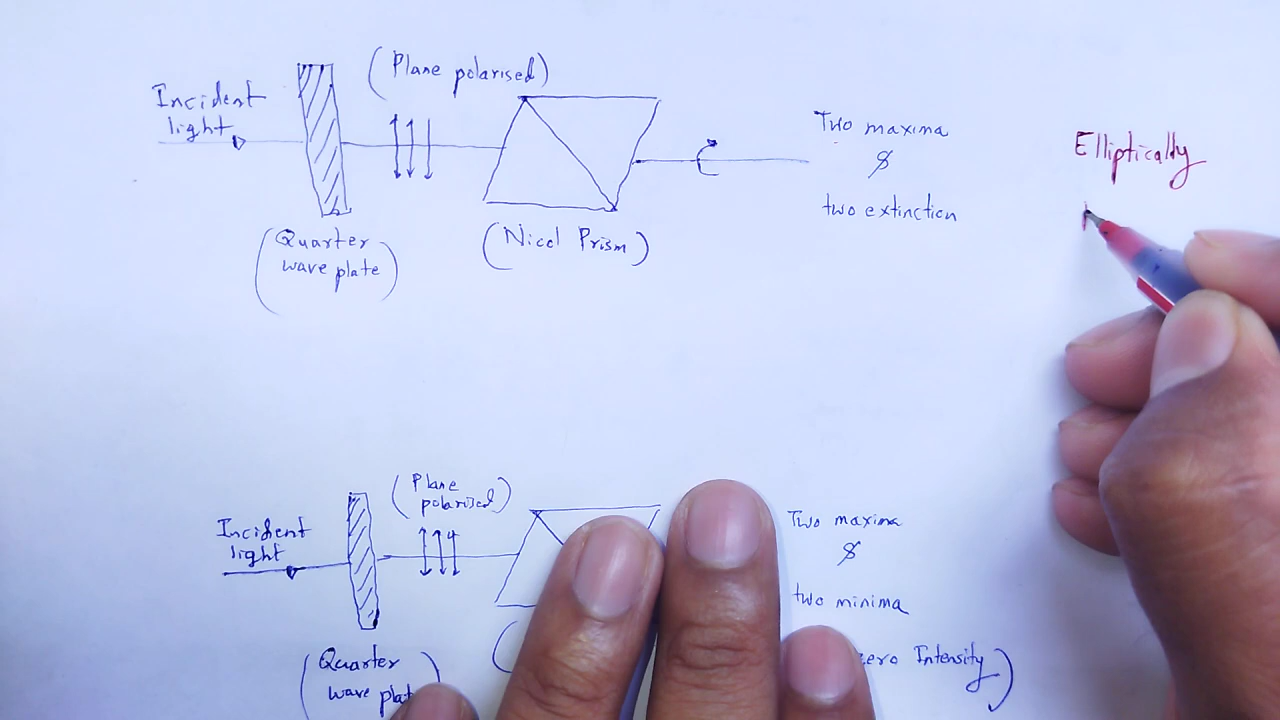 (Plane polarised)
Incident
light
Two maxima
&
two extinction
Elliptically
(Quarter
wave plate)
(Nicol Prism)
(Plane
polarised)
Incident
light
Two maxima
&
two minima
zero Intensity)
(Quarter
wave plat